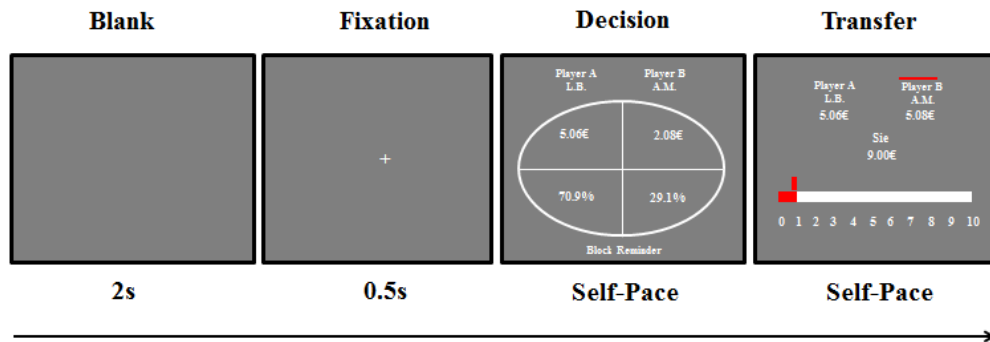 Blank Fixation Decision Transfer
+
Player A Player B
L.B. A.M.
5.06€ 2.08€
70.9% 29.1%
Block Reminder
Player A Player B
L.B. A.M.
5.06€ 5.08€
Sie
9.00€
0 1 2 3 4 5 6 7 8 9 10
2s 0.5s Self-Pace Self-Pace